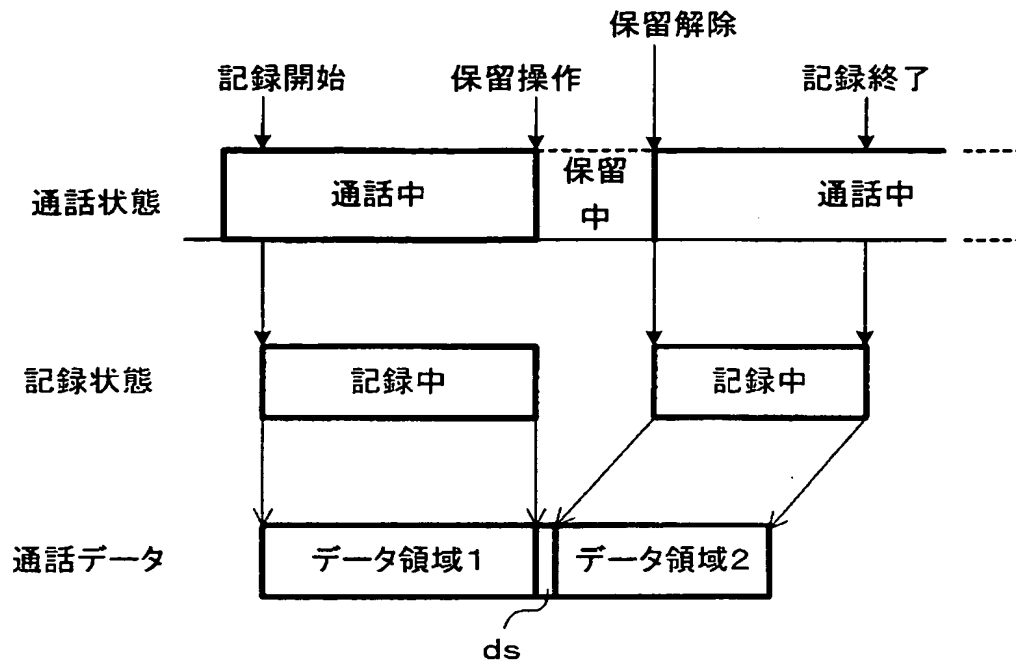 保留解除
記録開始
保留操作
記録終了
通話状態
通話中
保留
中
通話中
記録状態
記録中
記録中
通話データ
データ領域1
データ領域2
ds